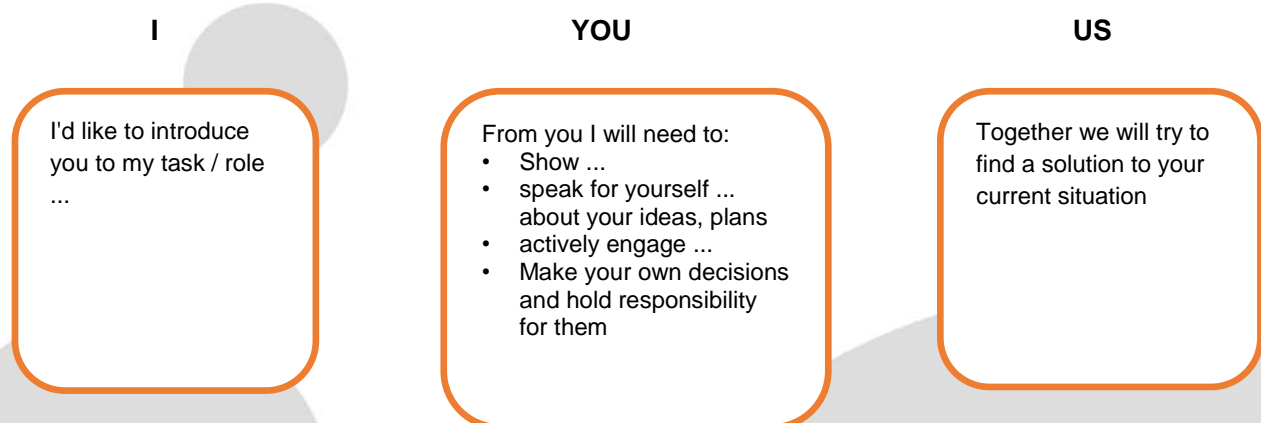 I
YOU
US
I'd like to introduce
you to my task / role
...
From you I will need to:
• Show ...
• speak for yourself ...
about your ideas, plans
• actively engage ...
• Make your own decisions
and hold responsibility
for them
Together we will try to
find a solution to your
current situation